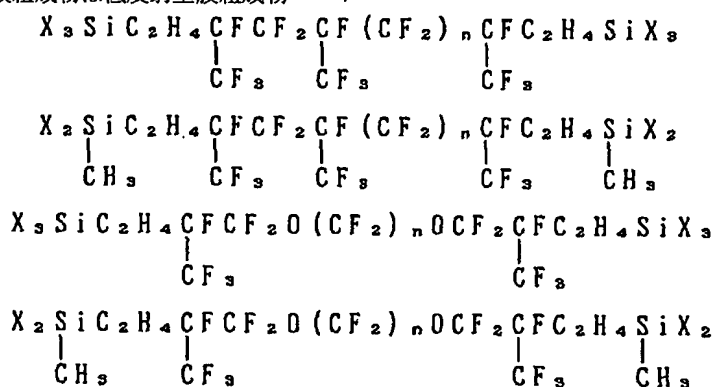 X₃SiC₂H₄CFCF₂CF(CF₂)ₙCFC₂H₄SiX₃
CF₃ CF₃ CF₃
X₂SiC₂H₄CFCF₂CF(CF₂)ₙCFC₂H₄SiX₂
CH₃ CF₃ CF₃ CF₃ CH₃
X₃SiC₂H₄CFCF₂O(CF₂)ₙOCF₂CFC₂H₄SiX₃
CF₃ CF₃
X₂SiC₂H₄CFCF₂O(CF₂)ₙOCF₂CFC₂H₄SiX₂
CH₃ CF₃ CF₃ CH₃